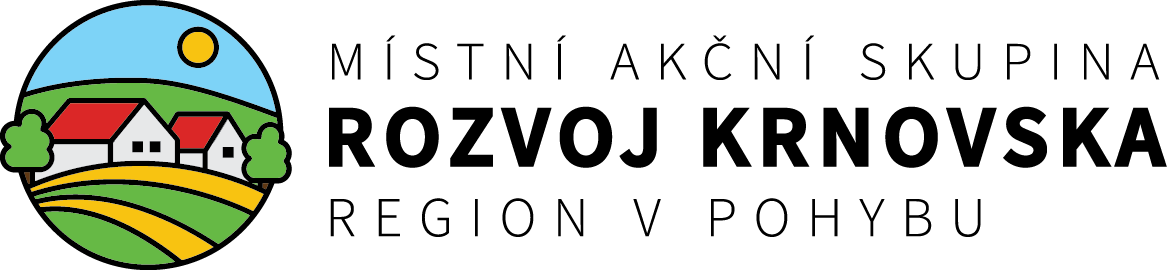 MÍSTNÍ AKČNÍ SKUPINA
ROZVOJ KRNOVSKA
REGION V POHYBU